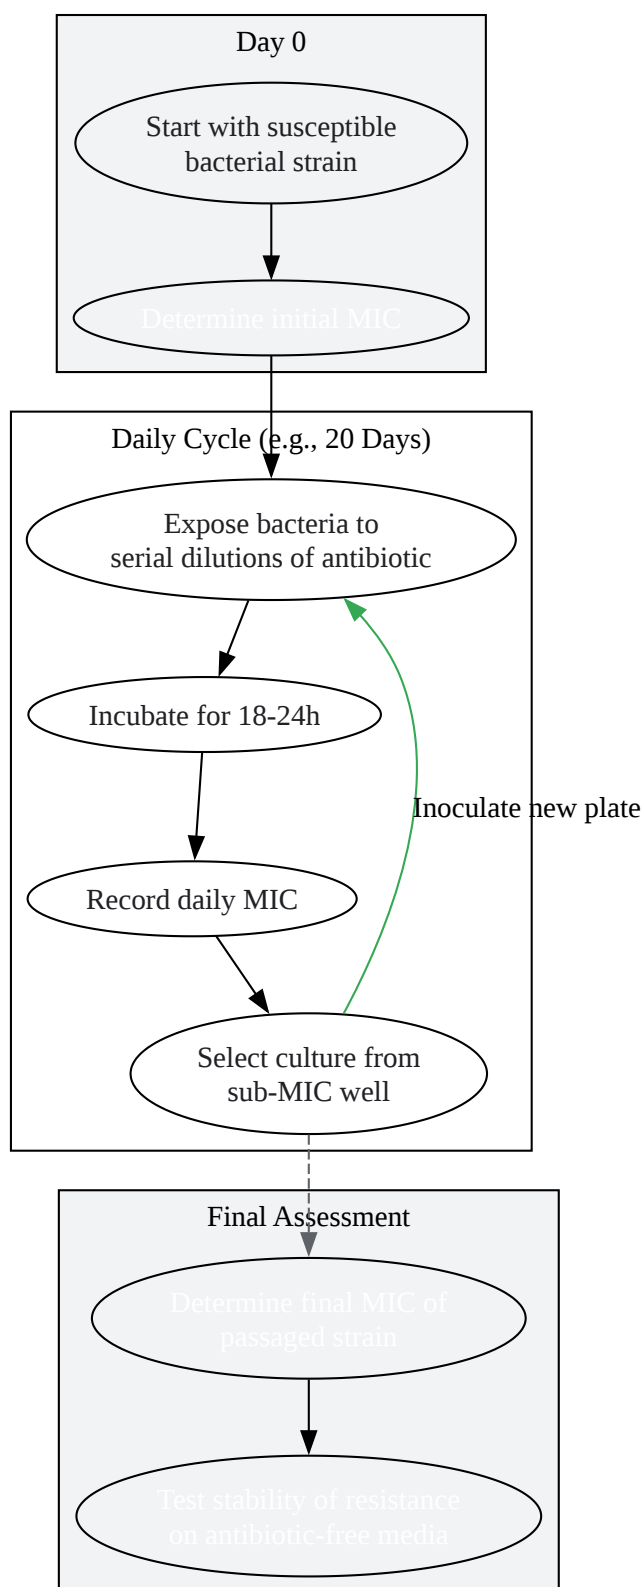 Day 0
Start with susceptible
bacterial strain
Determine initial MIC
Daily Cycle (e.g., 20 Days)
Expose bacteria to
serial dilutions of antibiotic
Incubate for 18-24h
Inoculate new plate
Record daily MIC
Select culture from
sub-MIC well
Final Assessment
Determine final MIC of
passaged strain
Test stability of resistance
on antibiotic-free media